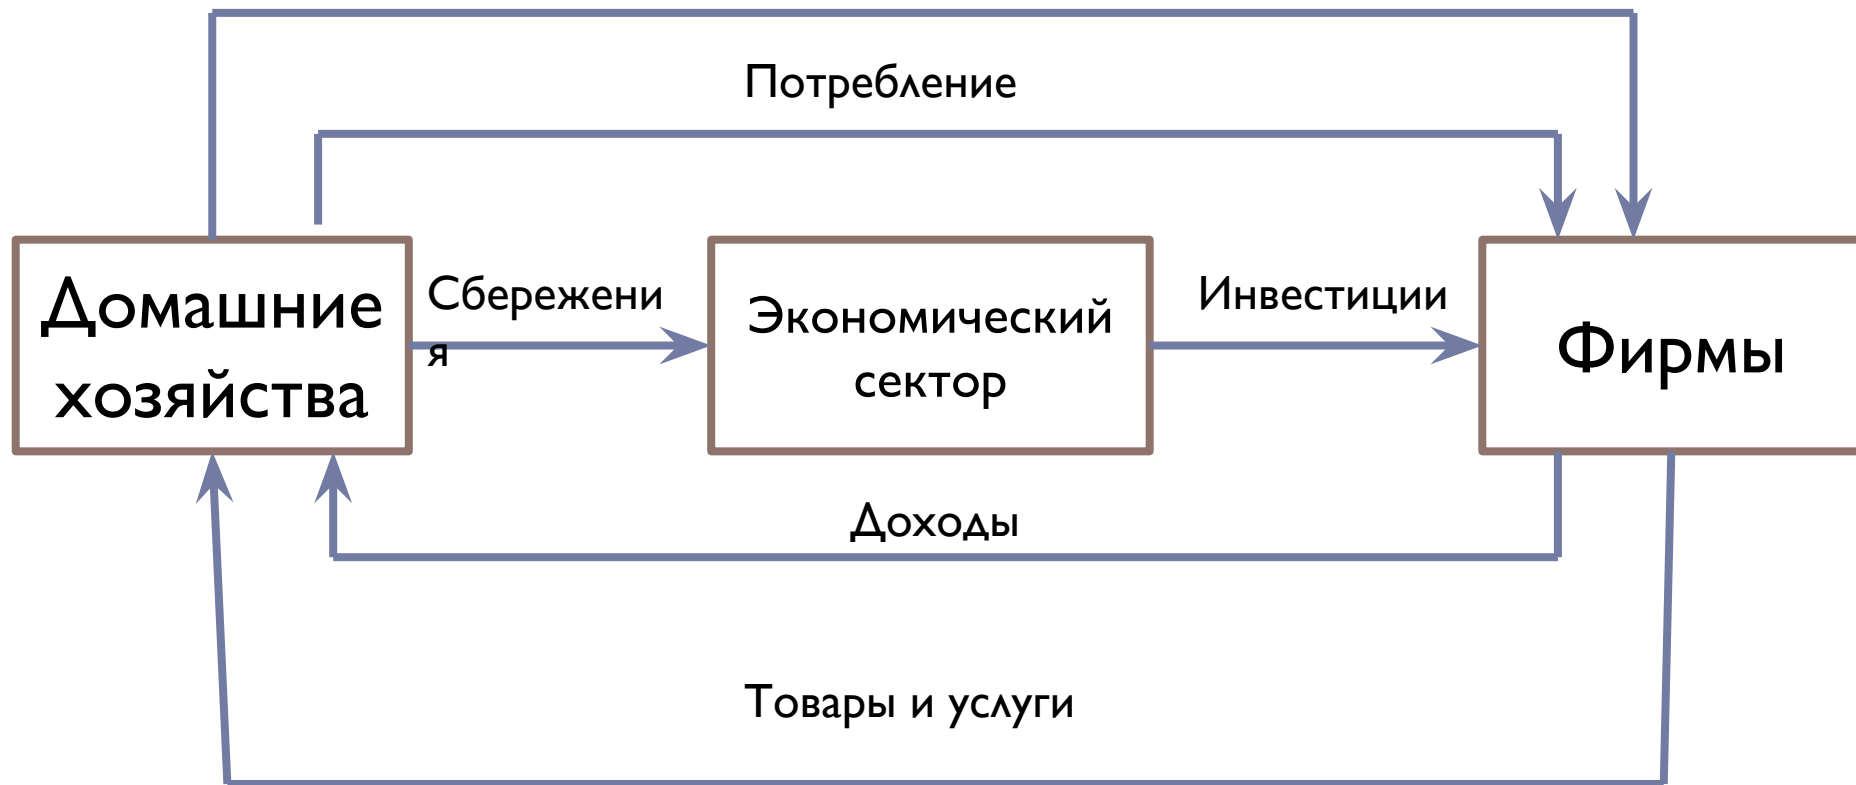 Потребление
Домашние
хозяйства
Сбережени
я
Экономический
сектор
Инвестиции
Фирмы
Доходы
Товары и услуги